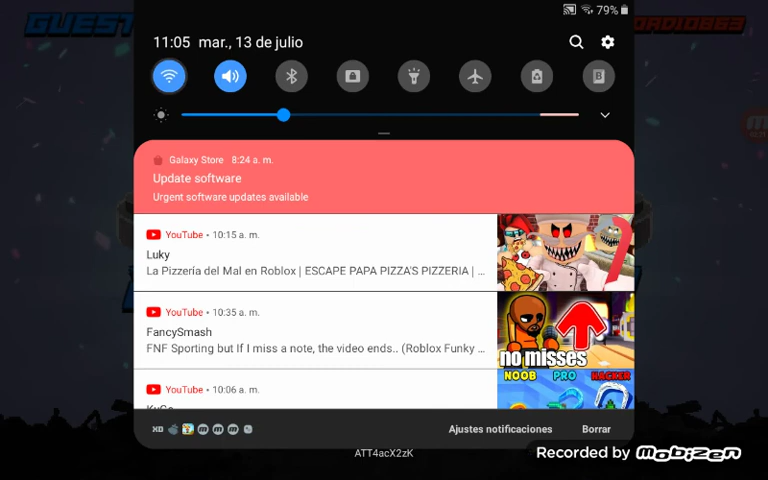 GUEST
79%
11:05 mar., 13 de julio
Galaxy Store 8:24 a. m.
Update software
Urgent software updates available
YouTube • 10:15 a. m.
Luky
La Pizzería del Mal en Roblox | ESCAPE PAPA PIZZA'S PIZZERIA | ...
YouTube • 10:35 a. m.
FancySmash
FNF Sporting but If I miss a note, the video ends.. (Roblox Funky ...
no misses
YouTube • 10:06 a. m.
NOOB PRO HACKER
XD
Ajustes notificaciones
Borrar
ATT4acX2zK
Recorded by Mobizen